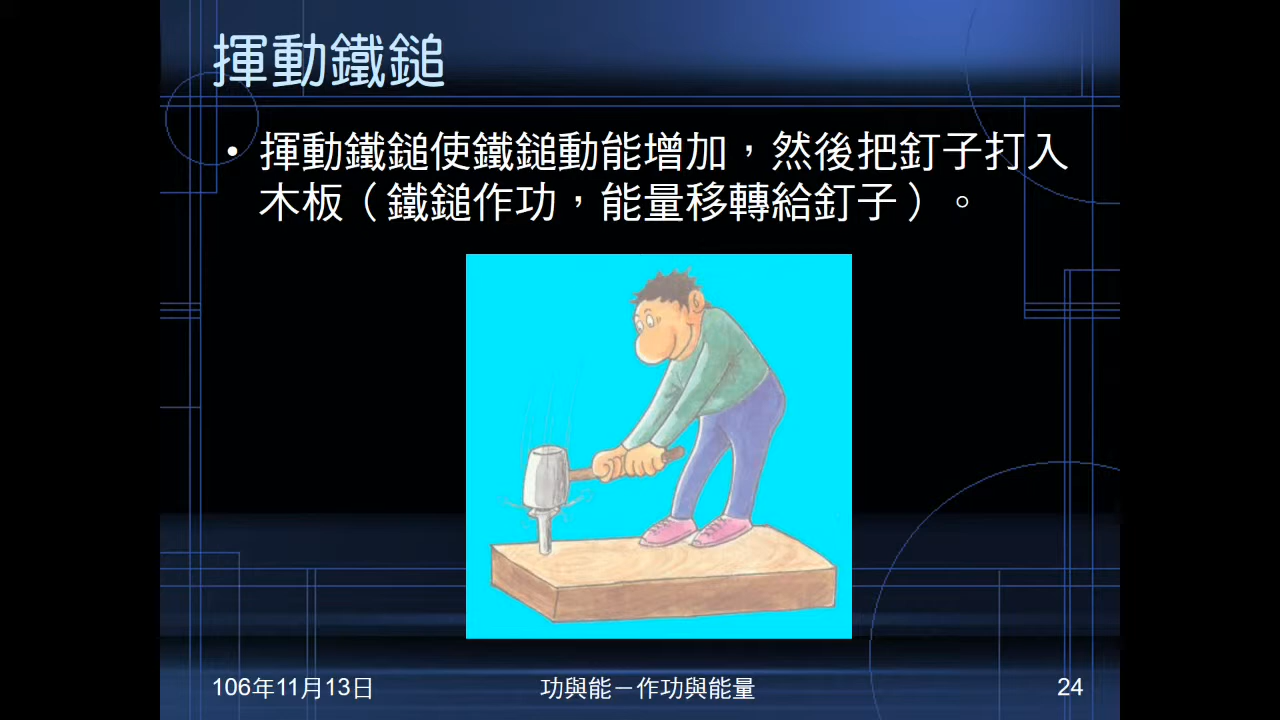 揮動鐵鎚
• 揮動鐵鎚使鐵鎚動能增加，然後把釘子打入
木板（鐵鎚作功，能量移轉給釘子）。
106年11月13日
功與能－作功與能量
24